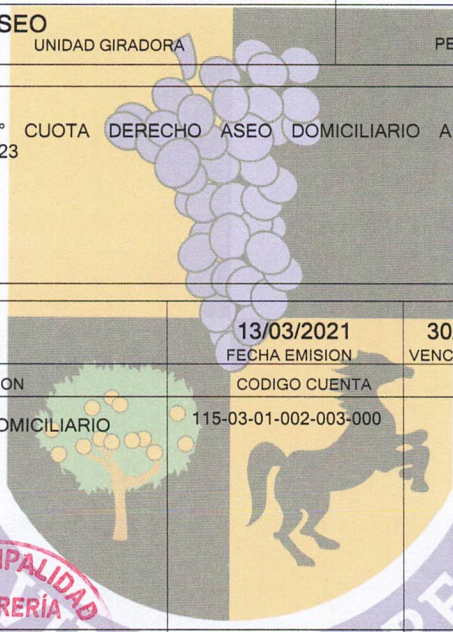 SEO
UNIDAD GIRADORA
PE
° CUOTA DERECHO ASEO DOMICILIARIO A
23
13/03/2021 30
FECHA EMISION VENC
ON CODIGO CUENTA
OMICILIARIO 115-03-01-002-003-000
IPALIDAD
RERÍA